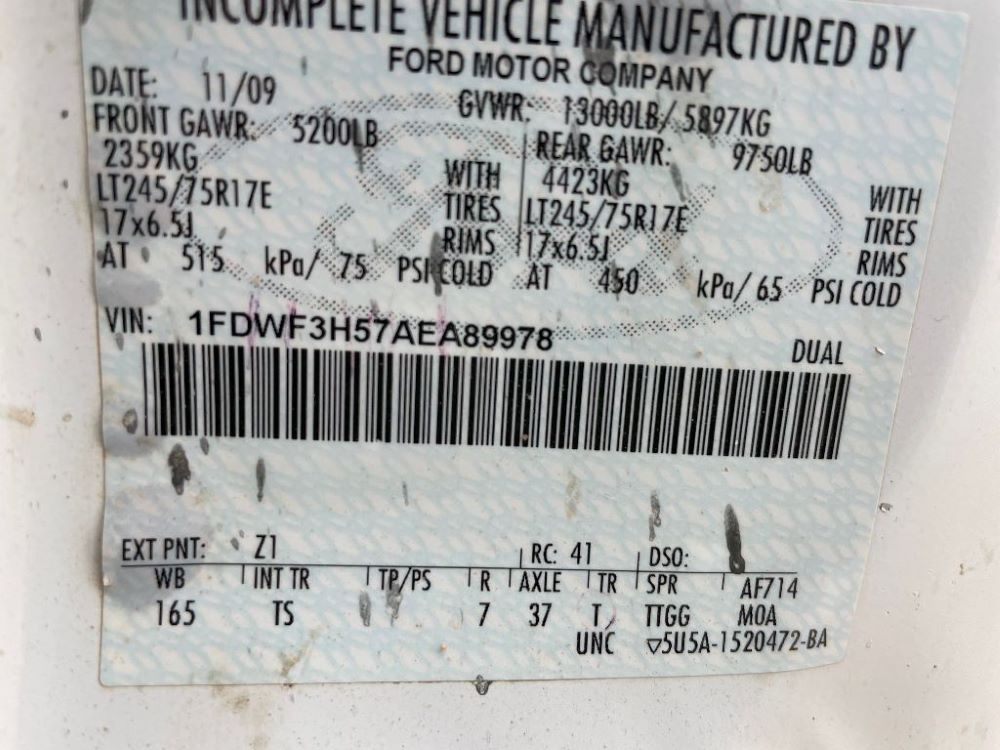 INCOMPLETE VEHICLE MANUFACTURED BY
FORD MOTOR COMPANY
DATE: 11/09 GVWR: 13000LB/ 5897KG
FRONT GAWR: 5200LB REAR GAWR: 9750LB
2359KG WITH 4423KG WITH
LT245/75R17E TIRES LT245/75R17E TIRES
17x6.5J RIMS 17x6.5J RIMS
AT 515 kPa/ 75 PSI COLD AT 450 kPa/ 65 PSI COLD
VIN: 1FDWF3H57AEA89978
DUAL
EXT PNT: Z1 RC: 41 DSO:
WB INT TR TP/PS R AXLE TR SPR AF714
165 TS 7 37 T TTGG MOA
UNC ▽5U5A-1520472-BA